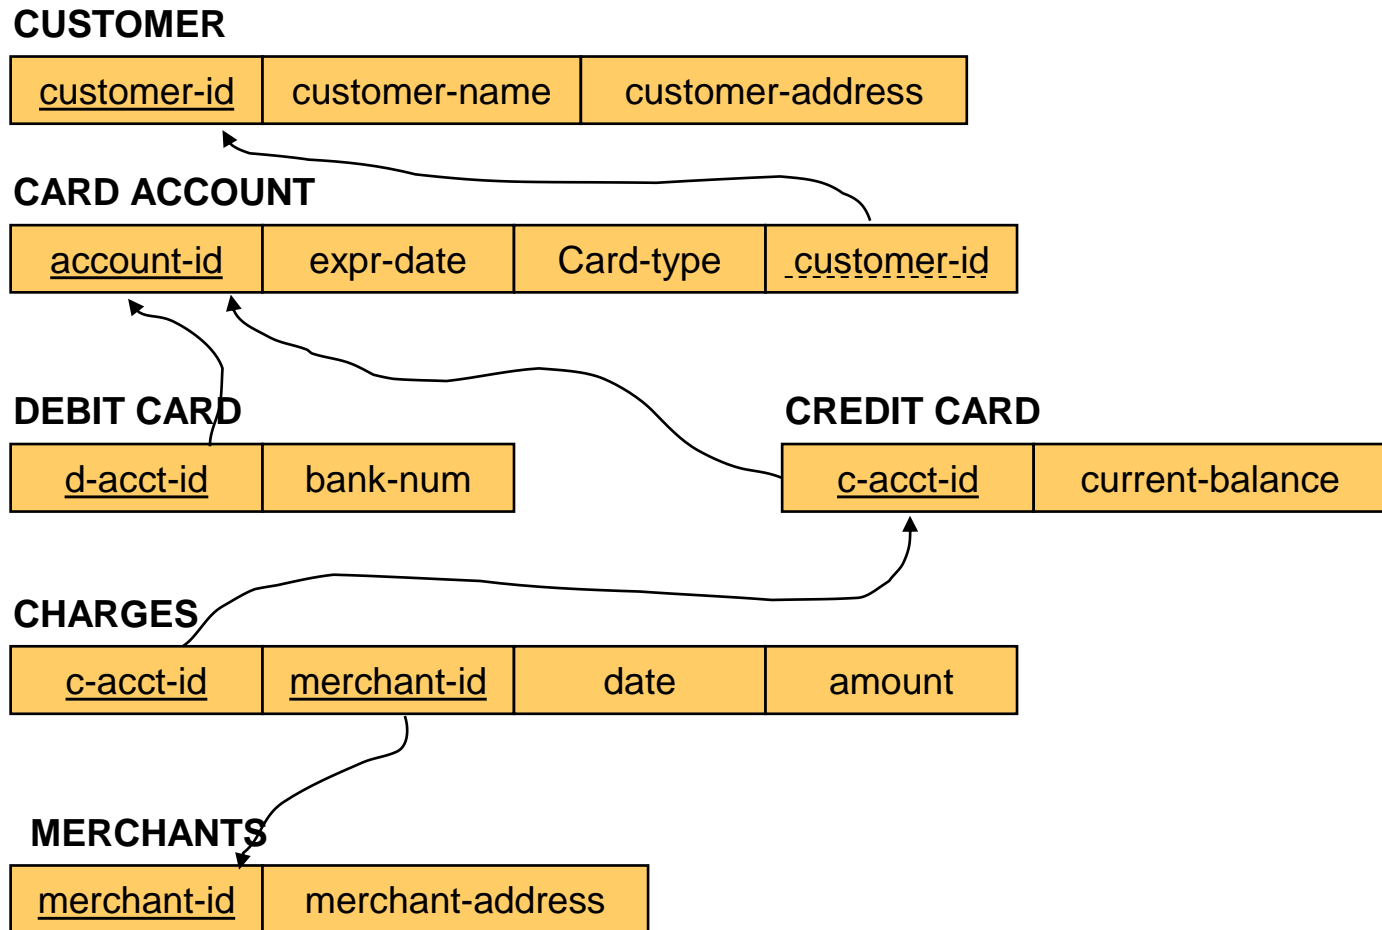 CUSTOMER
customer-id customer-name customer-address
CARD ACCOUNT
account-id expr-date Card-type customer-id
DEBIT CARD CREDIT CARD
d-acct-id bank-num c-acct-id current-balance
CHARGES
c-acct-id merchant-id date amount
MERCHANTS
merchant-id merchant-address